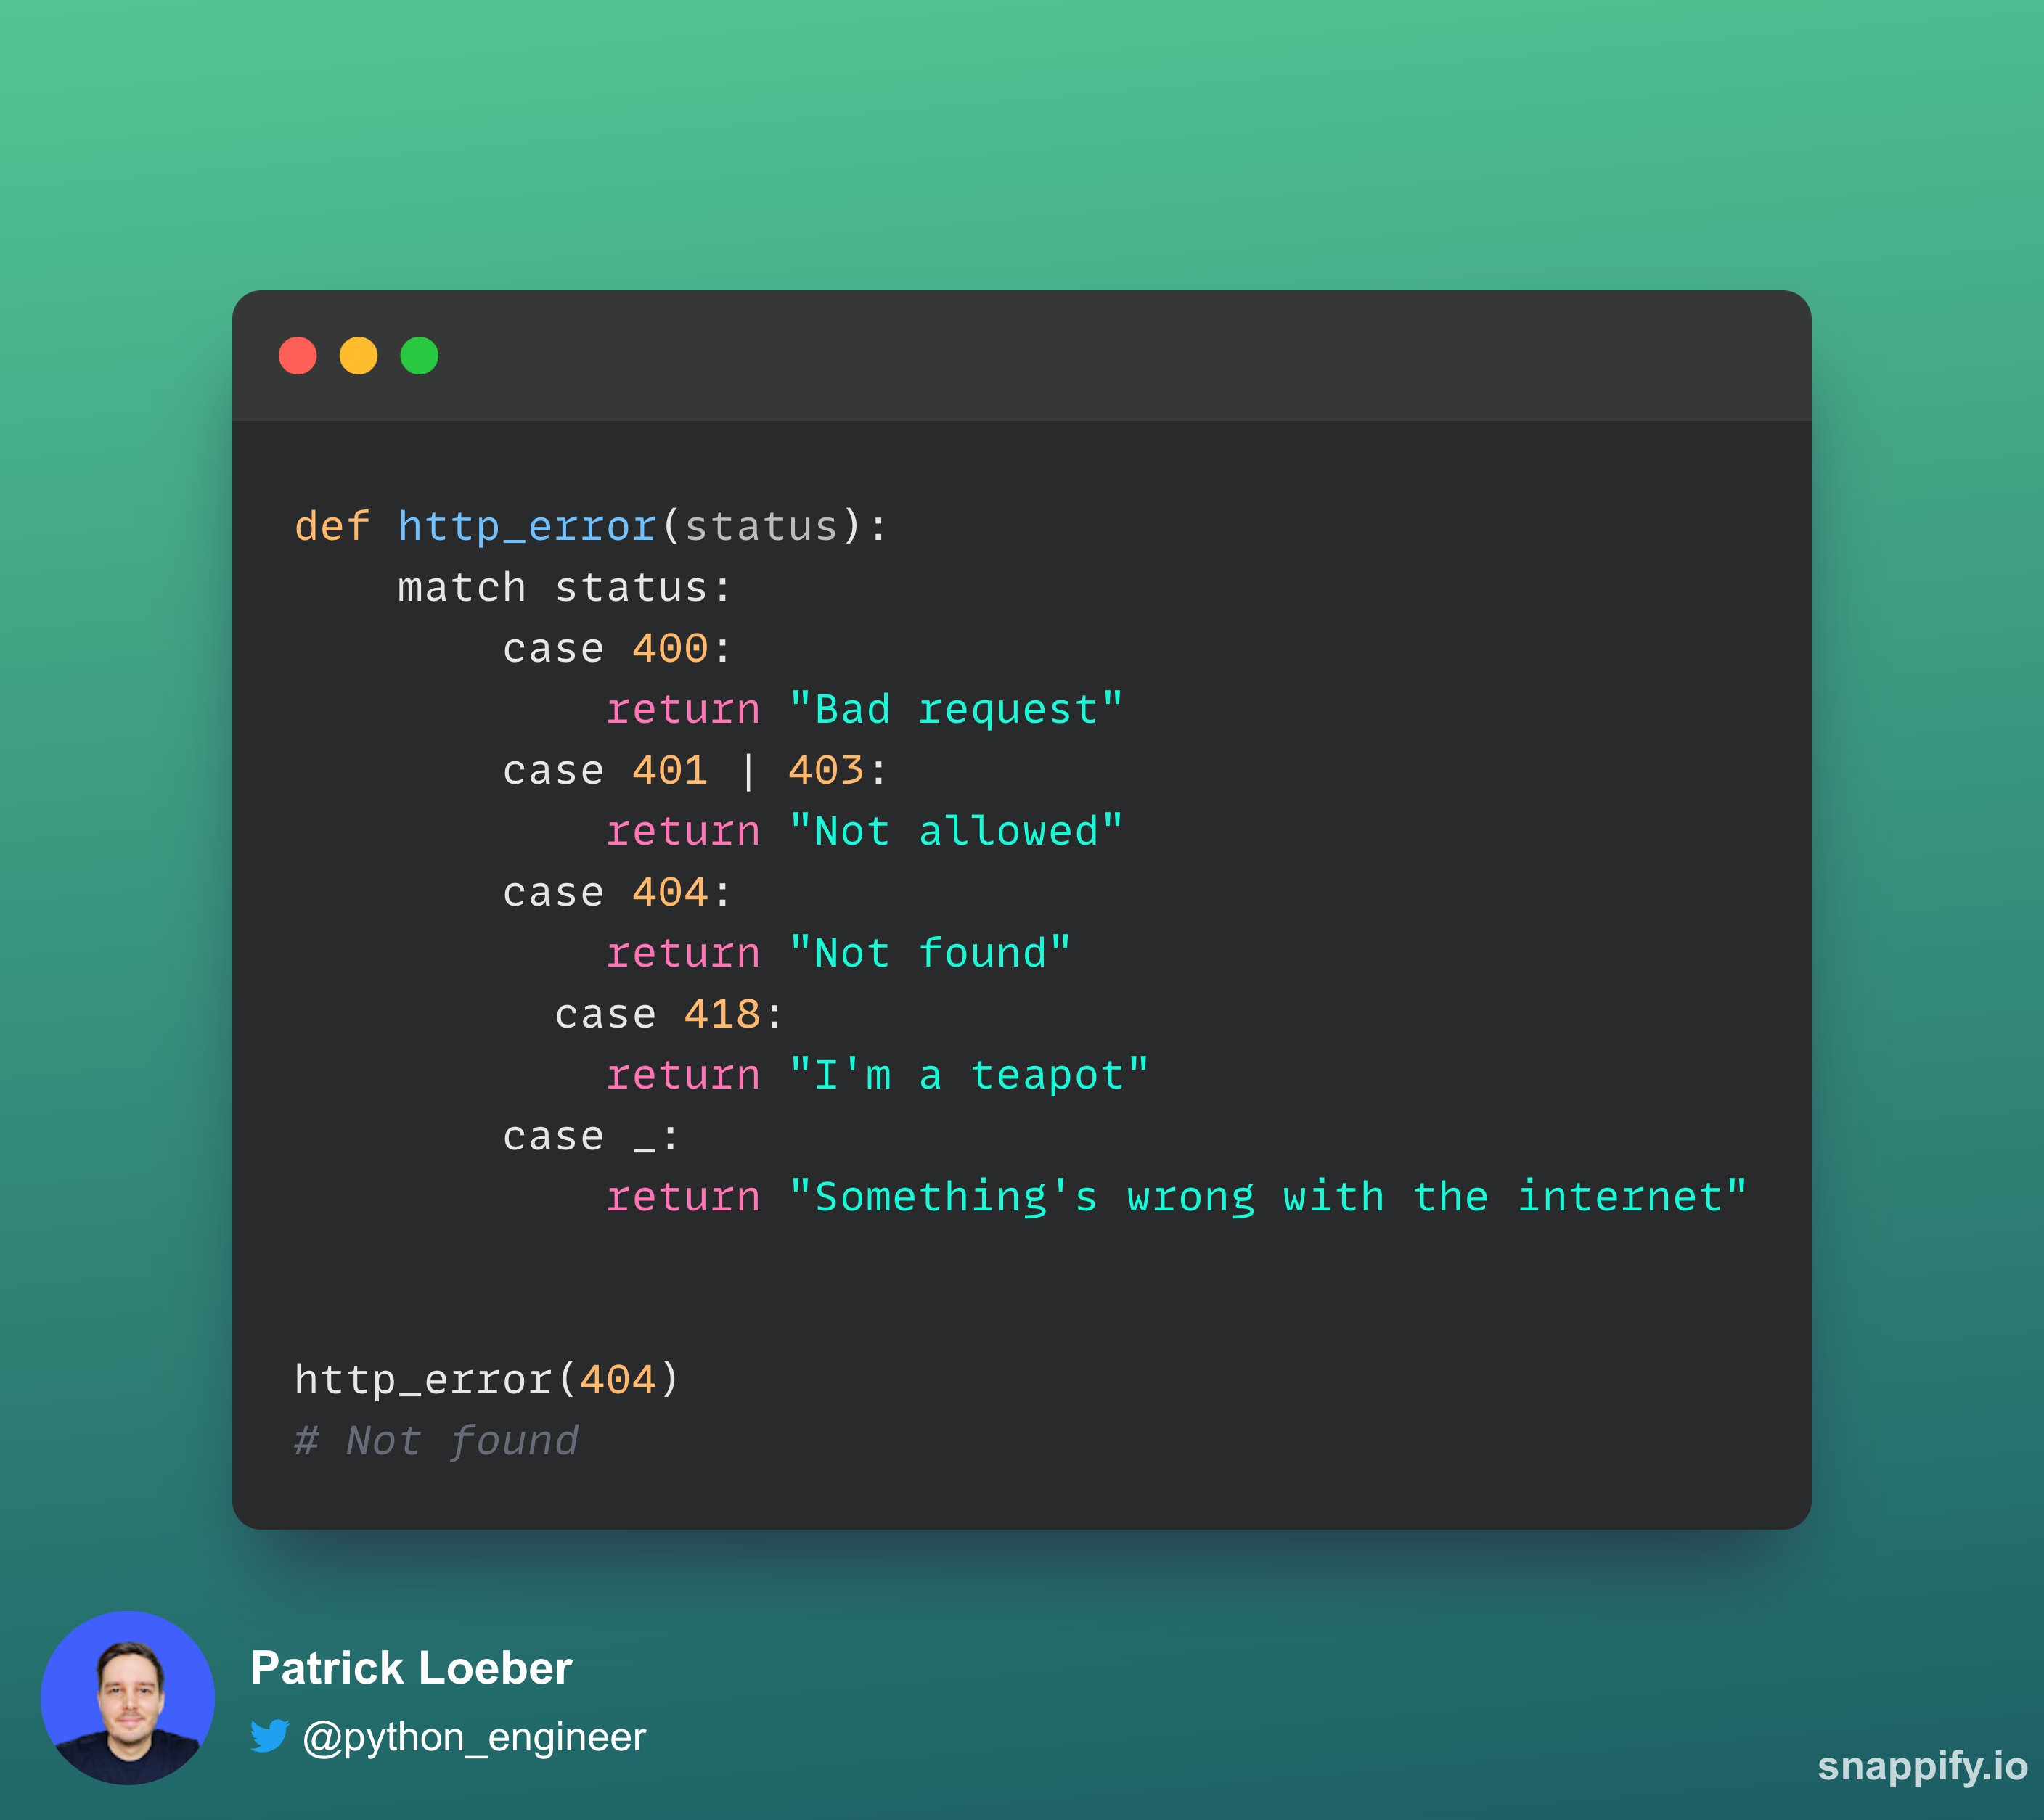 def http_error(status):
    match status:
        case 400:
            return "Bad request"
        case 401 | 403:
            return "Not allowed"
        case 404:
            return "Not found"
          case 418:
            return "I'm a teapot"
        case _:
            return "Something's wrong with the internet"
http_error(404)
# Not found
Patrick Loeber
@python_engineer
snappify.io